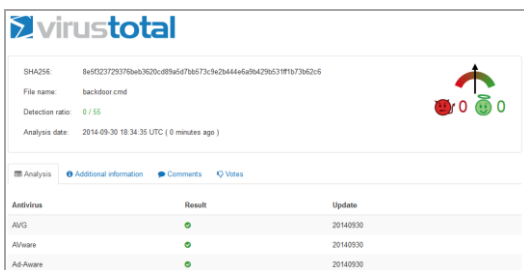 virustotal
SHA256: 8e5f323729376beb3620cd89a5d7bb573c9e2b444e6a9b429b531ff1b73b62c6
File name: backdoor.cmd
Detection ratio: 0 / 55
Analysis date: 2014-09-30 18:34:35 UTC ( 0 minutes ago )
0 0
Analysis Additional information Comments Votes
Antivirus Result Update
AVG 20140930
AVware 20140930
Ad-Aware 20140930